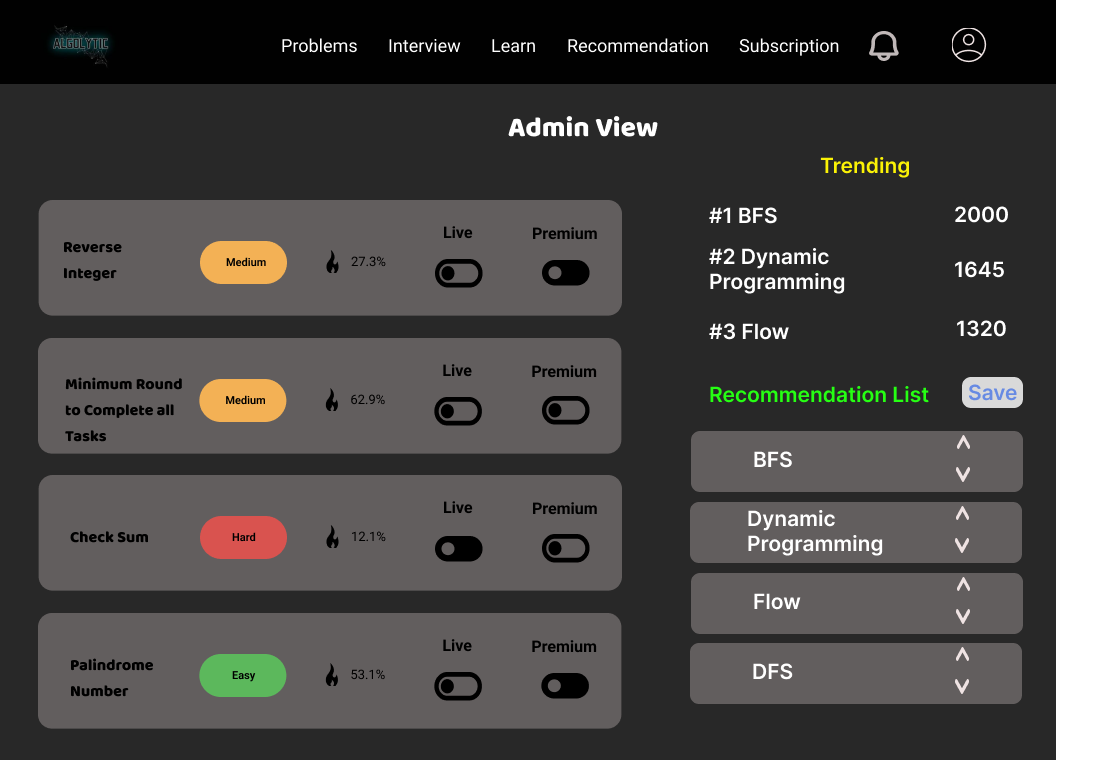 ALGOLYTIC
Problems
Interview
Learn
Recommendation
Subscription
Admin View
Reverse
Integer
Medium
27.3%
Live
Premium
Minimum Round
to Complete all
Tasks
Medium
62.9%
Live
Premium
Check Sum
Hard
12.1%
Live
Premium
Palindrome
Number
Easy
53.1%
Live
Premium
Trending
#1 BFS
2000
#2 Dynamic
Programming
1645
#3 Flow
1320
Recommendation List
Save
BFS
Dynamic
Programming
Flow
DFS